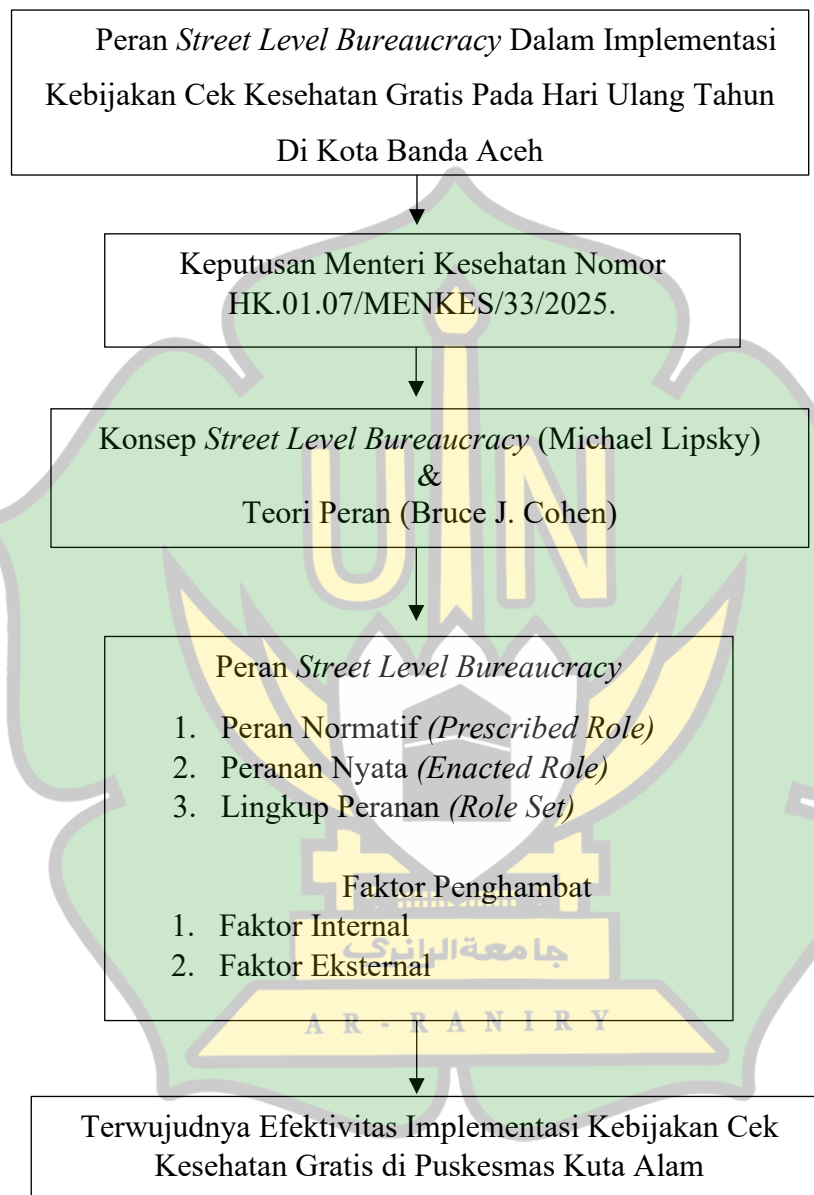 Peran Street Level Bureaucracy Dalam Implementasi
Kebijakan Cek Kesehatan Gratis Pada Hari Ulang Tahun
Di Kota Banda Aceh
Keputusan Menteri Kesehatan Nomor
HK.01.07/MENKES/33/2025.
Konsep Street Level Bureaucracy (Michael Lipsky)
&
Teori Peran (Bruce J. Cohen)
UIN
Peran Street Level Bureaucracy
1. Peran Normatif (Prescribed Role)
2. Peranan Nyata (Enacted Role)
3. Lingkup Peranan (Role Set)
Faktor Penghambat
1. Faktor Internal
جامعة الرانري
2. Faktor Eksternal
AR-RANIRY
Terwujudnya Efektivitas Implementasi Kebijakan Cek
Kesehatan Gratis di Puskesmas Kuta Alam